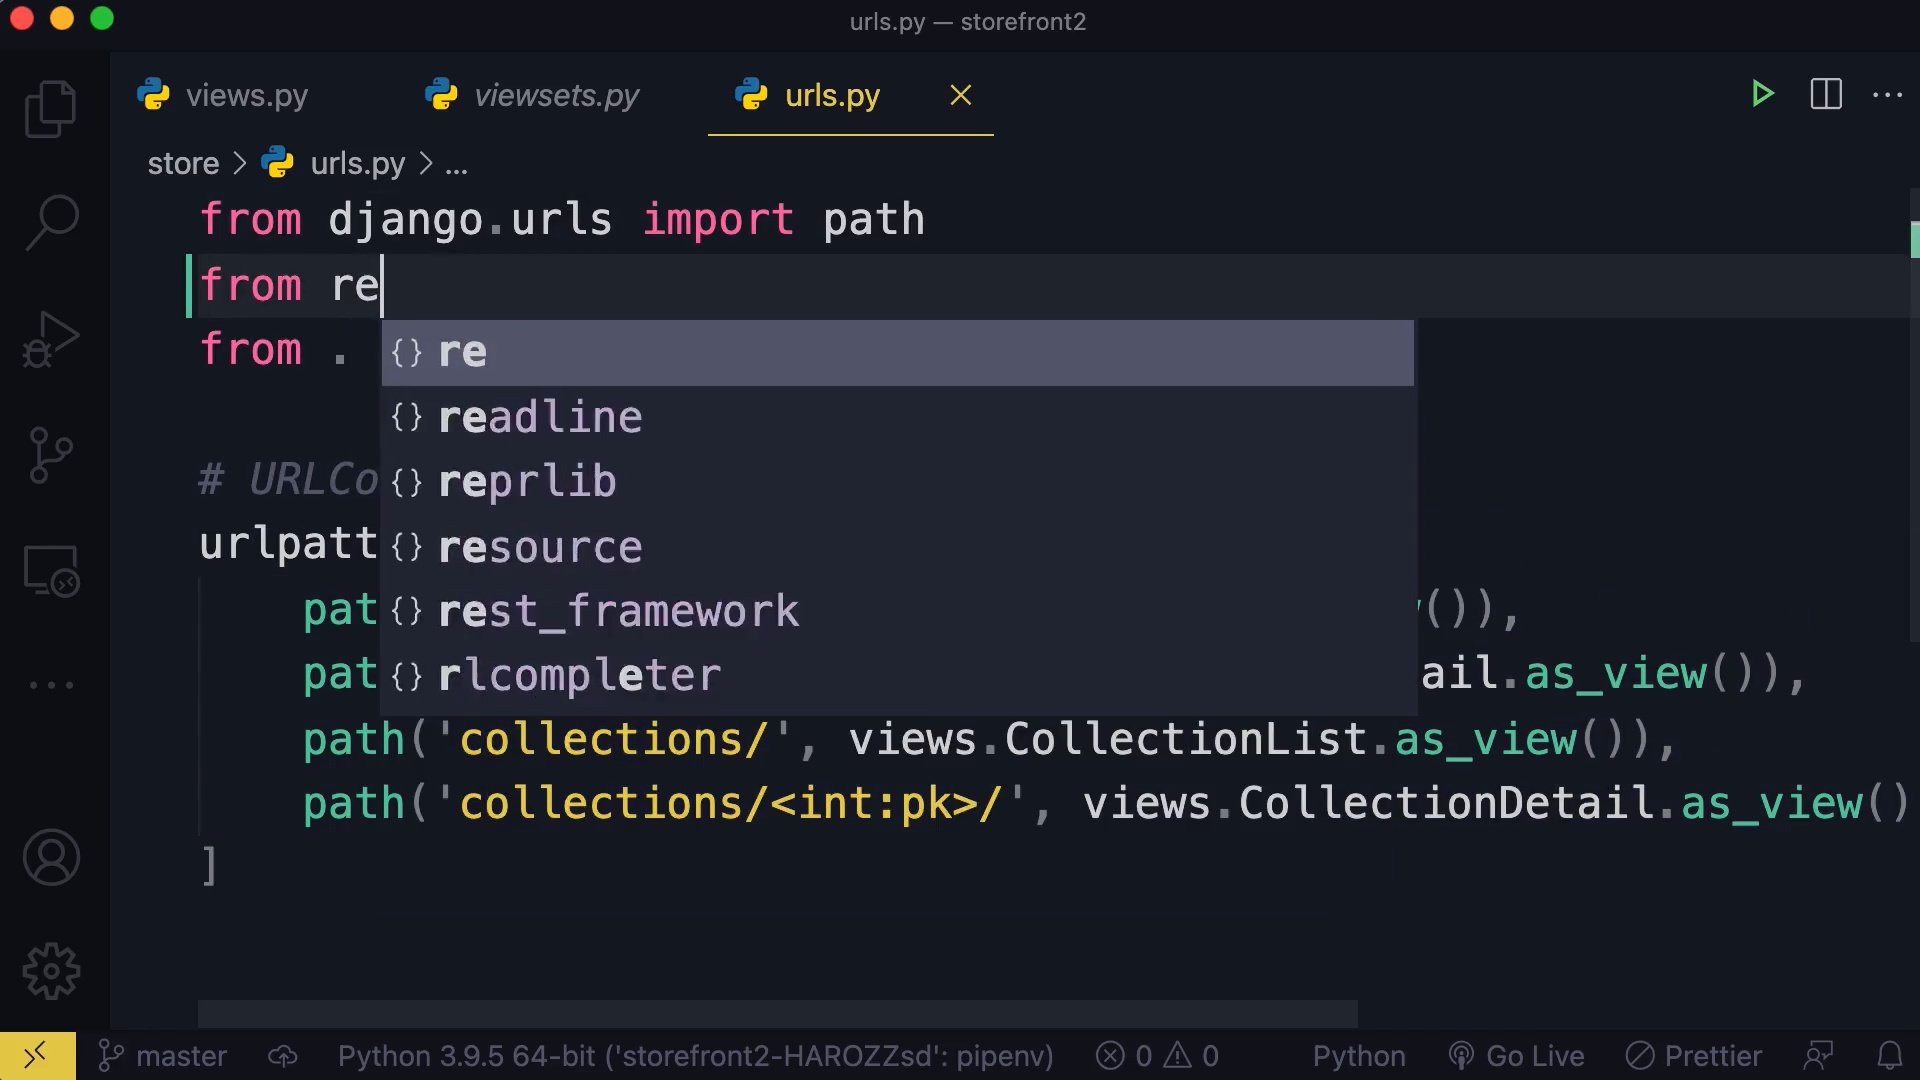 urls.py — storefront2
views.py viewsets.py urls.py
store > urls.py > ...
from django.urls import path
from re
from .
re
readline
reprlib
resource
rest_framework
rlcompleter
# URLCo
urlpatt
pat ()),
pat ail.as_view()),
path('collections/', views.CollectionList.as_view()),
path('collections/<int:pk>/', views.CollectionDetail.as_view()
]
master Python 3.9.5 64-bit ('storefront2-HAROZZsd': pipenv) 0 0 Python Go Live Prettier